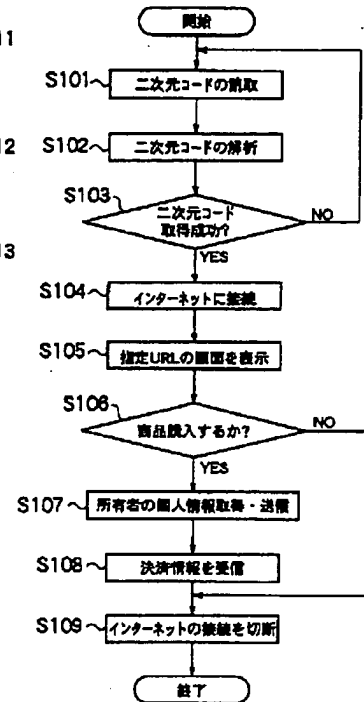 開始
11
S101 二次元コードの読取
12 S102 二次元コードの解析
S103
二次元コード
取得成功?
NO
13
YES
S104 インターネットに接続
S105 指定URLの画面を表示
S106
商品購入するか?
NO
YES
S107 所有者の個人情報取得・送信
S108 決済情報を受信
S109 インターネットの接続を切断
終了